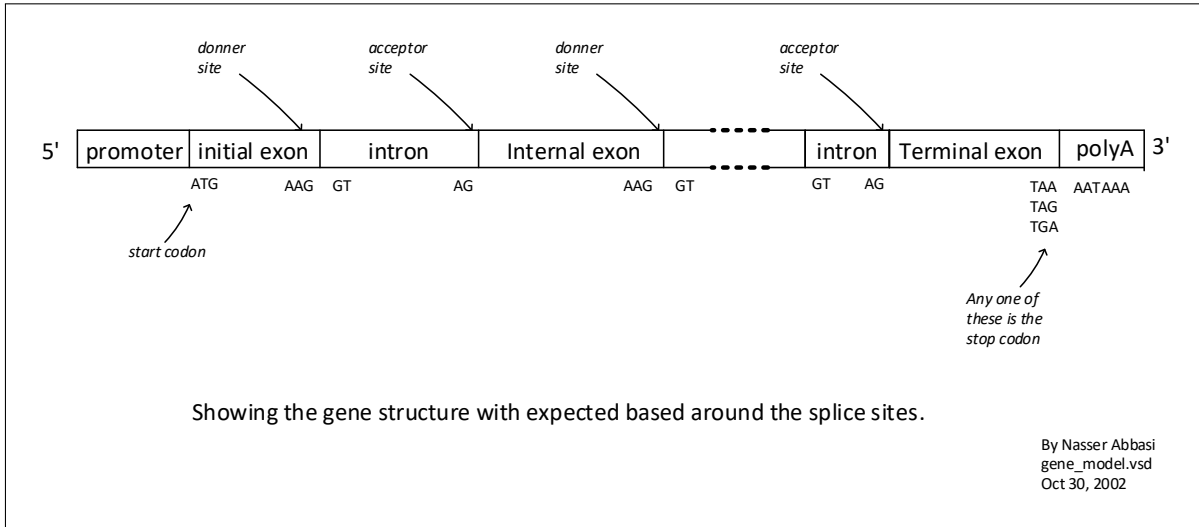 donner
site
acceptor
site
donner
site
acceptor
site
5' promoter initial exon intron Internal exon intron Terminal exon polyA 3'
ATG AAG GT AG AAG GT GT AG TAA AATAAA
TAG
TGA
start codon
Any one of
these is the
stop codon
Showing the gene structure with expected based around the splice sites.
By Nasser Abbasi
gene_model.vsd
Oct 30, 2002